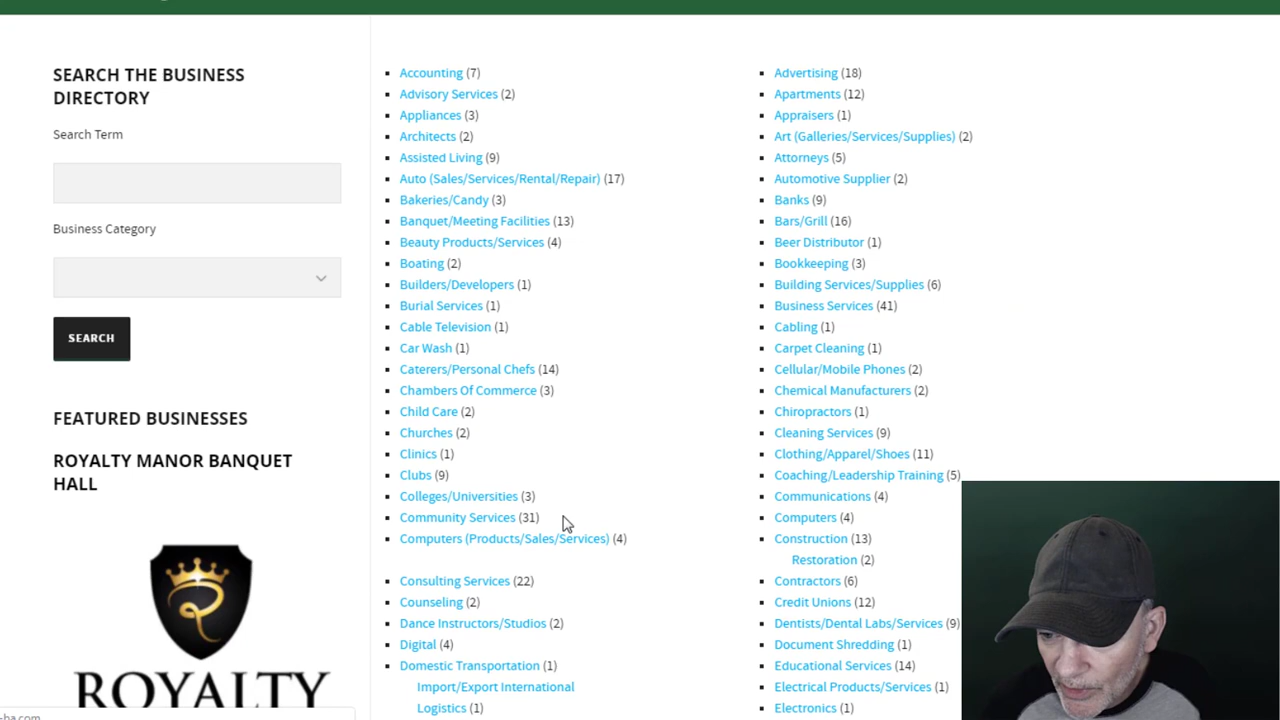 SEARCH THE BUSINESS
DIRECTORY
Search Term
Business Category
SEARCH
FEATURED BUSINESSES
ROYALTY MANOR BANQUET
HALL
ROYALTY
Accounting (7)
Advisory Services (2)
Appliances (3)
Architects (2)
Assisted Living (9)
Auto (Sales/Services/Rental/Repair) (17)
Bakeries/Candy (3)
Banquet/Meeting Facilities (13)
Beauty Products/Services (4)
Boating (2)
Builders/Developers (1)
Burial Services (1)
Cable Television (1)
Car Wash (1)
Caterers/Personal Chefs (14)
Chambers Of Commerce (3)
Child Care (2)
Churches (2)
Clinics (1)
Clubs (9)
Colleges/Universities (3)
Community Services (31)
Computers (Products/Sales/Services) (4)
Consulting Services (22)
Counseling (2)
Dance Instructors/Studios (2)
Digital (4)
Domestic Transportation (1)
Import/Export International
Logistics (1)
Advertising (18)
Apartments (12)
Appraisers (1)
Art (Galleries/Services/Supplies) (2)
Attorneys (5)
Automotive Supplier (2)
Banks (9)
Bars/Grill (16)
Beer Distributor (1)
Bookkeeping (3)
Building Services/Supplies (6)
Business Services (41)
Cabling (1)
Carpet Cleaning (1)
Cellular/Mobile Phones (2)
Chemical Manufacturers (2)
Chiropractors (1)
Cleaning Services (9)
Clothing/Apparel/Shoes (11)
Coaching/Leadership Training (5)
Communications (4)
Computers (4)
Construction (13)
Restoration (2)
Contractors (6)
Credit Unions (12)
Dentists/Dental Labs/Services (9)
Document Shredding (1)
Educational Services (14)
Electrical Products/Services (1)
Electronics (1)